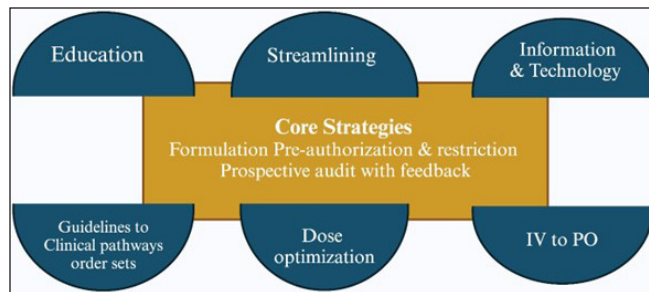 Education
Streamlining
Information
& Technology
Core Strategies
Formulation Pre-authorization & restriction
Prospective audit with feedback
Guidelines to
Clinical pathways
order sets
Dose
optimization
IV to PO